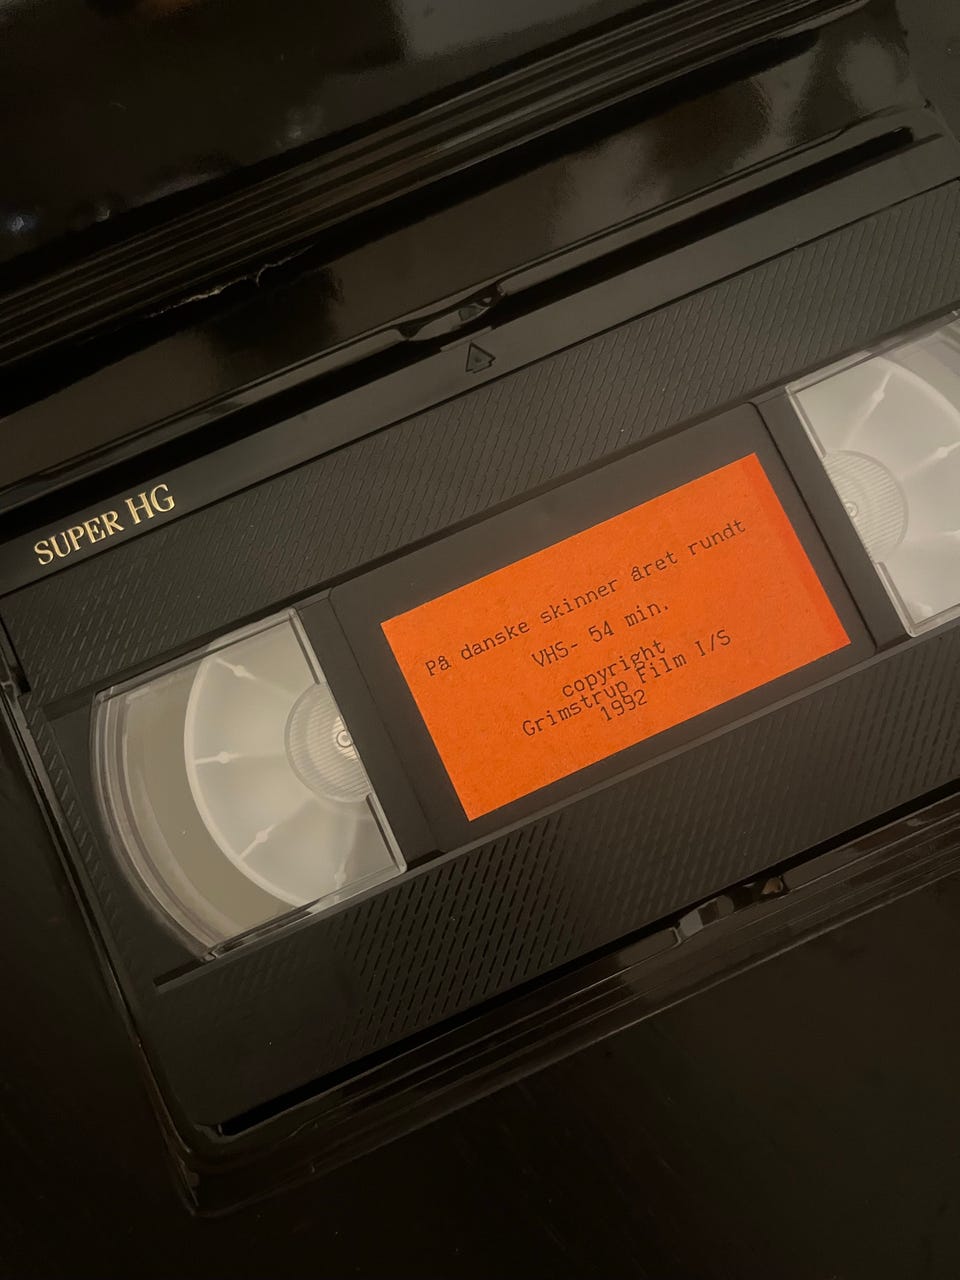 SUPER HG
På danske skinner året rundt
VHS- 54 min.
copyright
Grimstrup Film I/S
1992